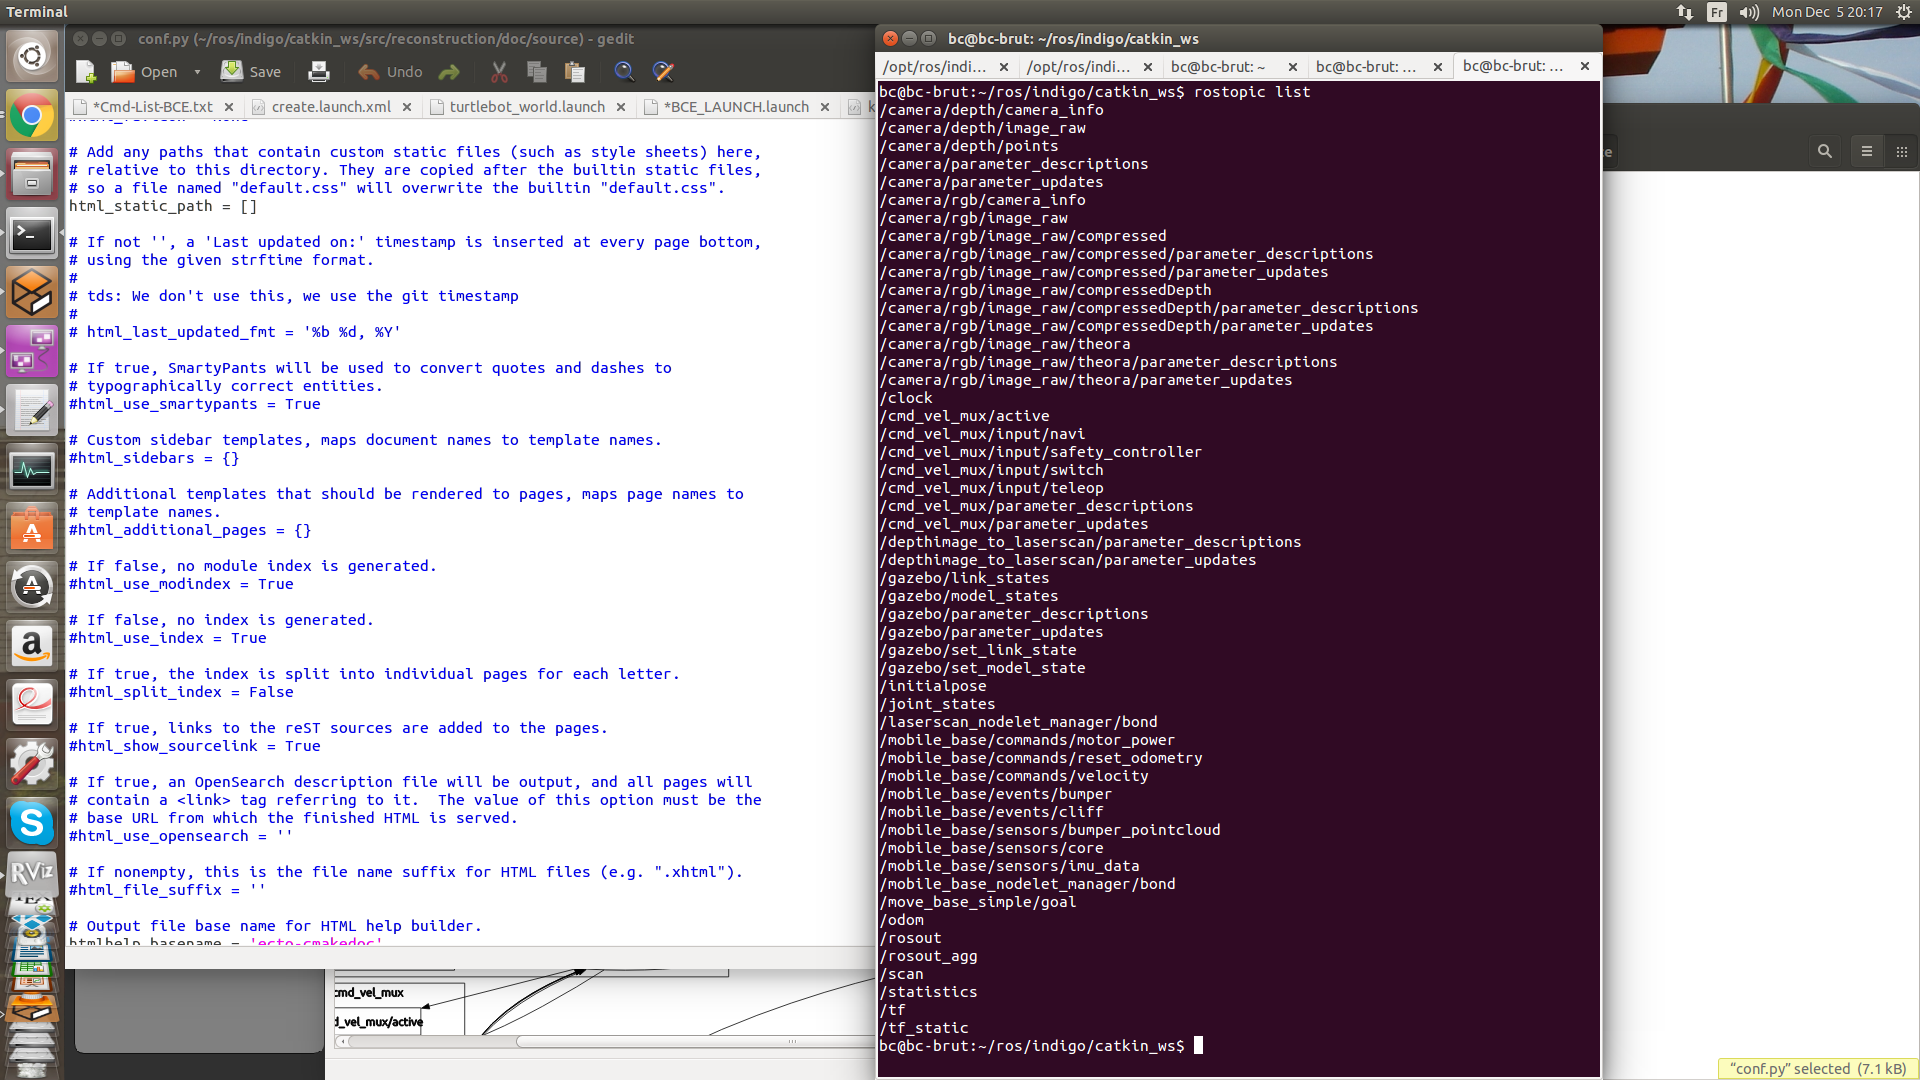 Terminal
Fr
Mon Dec 5 20:17
conf.py (~/ros/indigo/catkin_ws/src/reconstruction/doc/source) - gedit
Open
Save
Undo
*Cmd-List-BCE.txt
create.launch.xml
turtlebot_world.launch
*BCE_LAUNCH.launch
k
# Add any paths that contain custom static files (such as style sheets) here,
# relative to this directory. They are copied after the builtin static files,
# so a file named "default.css" will overwrite the builtin "default.css".
html_static_path = []
# If not '', a 'Last updated on:' timestamp is inserted at every page bottom,
# using the given strftime format.
#
# tds: We don't use this, we use the git timestamp
#
# html_last_updated_fmt = '%b %d, %Y'
# If true, SmartyPants will be used to convert quotes and dashes to
# typographically correct entities.
#html_use_smartypants = True
# Custom sidebar templates, maps document names to template names.
#html_sidebars = {}
# Additional templates that should be rendered to pages, maps page names to
# template names.
#html_additional_pages = {}
# If false, no module index is generated.
#html_use_modindex = True
# If false, no index is generated.
#html_use_index = True
# If true, the index is split into individual pages for each letter.
#html_split_index = False
# If true, links to the reST sources are added to the pages.
#html_show_sourcelink = True
# If true, an OpenSearch description file will be output, and all pages will
# contain a <link> tag referring to it.  The value of this option must be the
# base URL from which the finished HTML is served.
#html_use_opensearch = ''
# If nonempty, this is the file name suffix for HTML files (e.g. ".xhtml").
#html_file_suffix = ''
# Output file base name for HTML help builder.
htmlhelp_basename = 'ecto-cmakedoc'
cmd_vel_mux
d_vel_mux/active
RViz
bc@bc-brut: ~/ros/indigo/catkin_ws
/opt/ros/indi...
/opt/ros/indi...
bc@bc-brut: ~
bc@bc-brut: ...
bc@bc-brut: ...
bc@bc-brut:~/ros/indigo/catkin_ws$ rostopic list
/camera/depth/camera_info
/camera/depth/image_raw
/camera/depth/points
/camera/parameter_descriptions
/camera/parameter_updates
/camera/rgb/camera_info
/camera/rgb/image_raw
/camera/rgb/image_raw/compressed
/camera/rgb/image_raw/compressed/parameter_descriptions
/camera/rgb/image_raw/compressed/parameter_updates
/camera/rgb/image_raw/compressedDepth
/camera/rgb/image_raw/compressedDepth/parameter_descriptions
/camera/rgb/image_raw/compressedDepth/parameter_updates
/camera/rgb/image_raw/theora
/camera/rgb/image_raw/theora/parameter_descriptions
/camera/rgb/image_raw/theora/parameter_updates
/clock
/cmd_vel_mux/active
/cmd_vel_mux/input/navi
/cmd_vel_mux/input/safety_controller
/cmd_vel_mux/input/switch
/cmd_vel_mux/input/teleop
/cmd_vel_mux/parameter_descriptions
/cmd_vel_mux/parameter_updates
/depthimage_to_laserscan/parameter_descriptions
/depthimage_to_laserscan/parameter_updates
/gazebo/link_states
/gazebo/model_states
/gazebo/parameter_descriptions
/gazebo/parameter_updates
/gazebo/set_link_state
/gazebo/set_model_state
/initialpose
/joint_states
/laserscan_nodelet_manager/bond
/mobile_base/commands/motor_power
/mobile_base/commands/reset_odometry
/mobile_base/commands/velocity
/mobile_base/events/bumper
/mobile_base/events/cliff
/mobile_base/sensors/bumper_pointcloud
/mobile_base/sensors/core
/mobile_base/sensors/imu_data
/mobile_base_nodelet_manager/bond
/move_base_simple/goal
/odom
/rosout
/rosout_agg
/scan
/statistics
/tf
/tf_static
bc@bc-brut:~/ros/indigo/catkin_ws$
"conf.py" selected (7.1 kB)